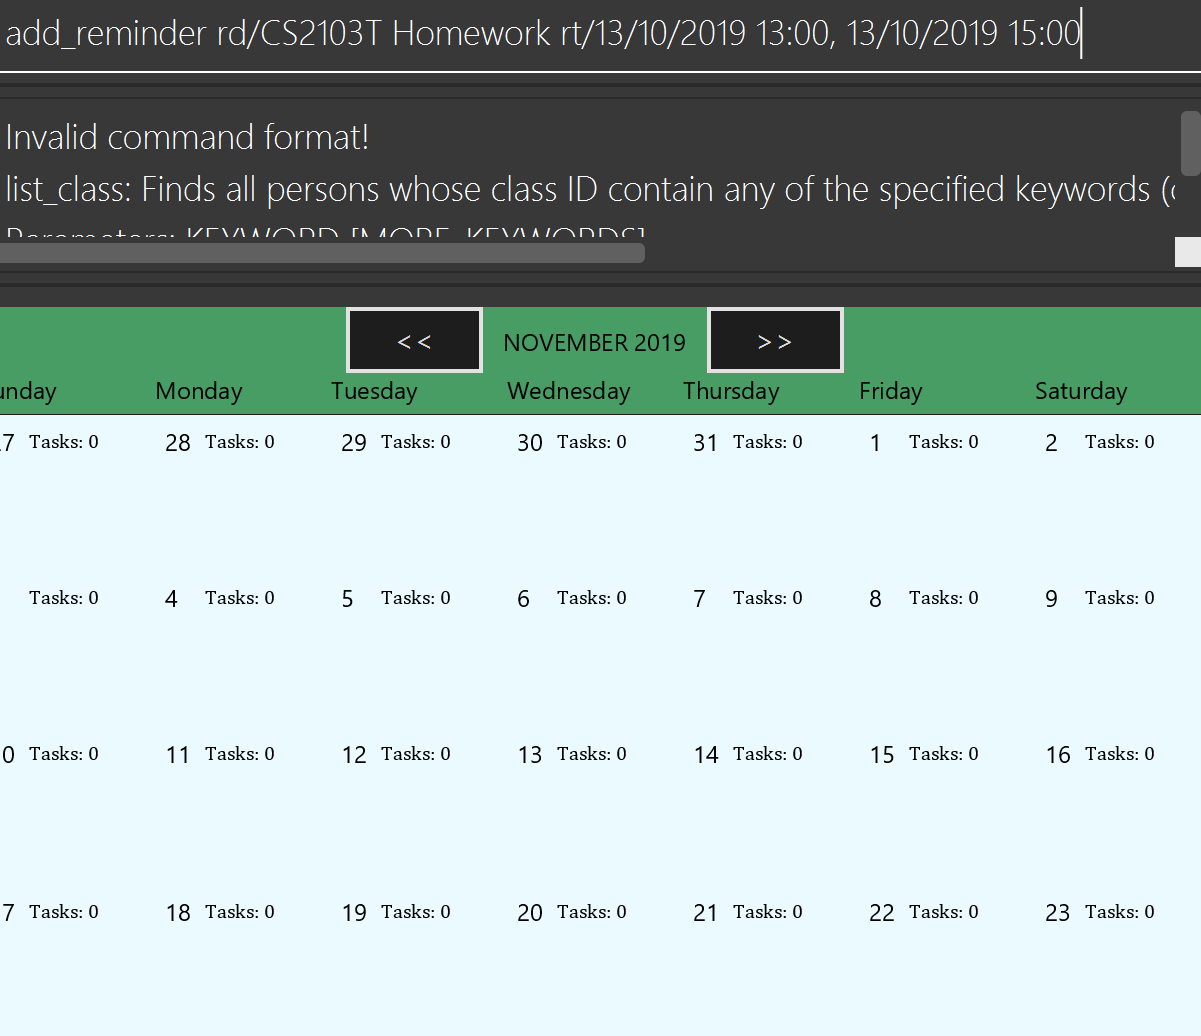 add_reminder rd/CS2103T Homework rt/13/10/2019 13:00, 13/10/2019 15:00
Invalid command format!
list_class: Finds all persons whose class ID contain any of the specified keywords (
Parameters: KEYWORD [MORE_KEYWORDS]
<< NOVEMBER 2019 >>
unday Monday Tuesday Wednesday Thursday Friday Saturday
7 Tasks: 0 28 Tasks: 0 29 Tasks: 0 30 Tasks: 0 31 Tasks: 0 1 Tasks: 0 2 Tasks: 0
Tasks: 0 4 Tasks: 0 5 Tasks: 0 6 Tasks: 0 7 Tasks: 0 8 Tasks: 0 9 Tasks: 0
0 Tasks: 0 11 Tasks: 0 12 Tasks: 0 13 Tasks: 0 14 Tasks: 0 15 Tasks: 0 16 Tasks: 0
7 Tasks: 0 18 Tasks: 0 19 Tasks: 0 20 Tasks: 0 21 Tasks: 0 22 Tasks: 0 23 Tasks: 0